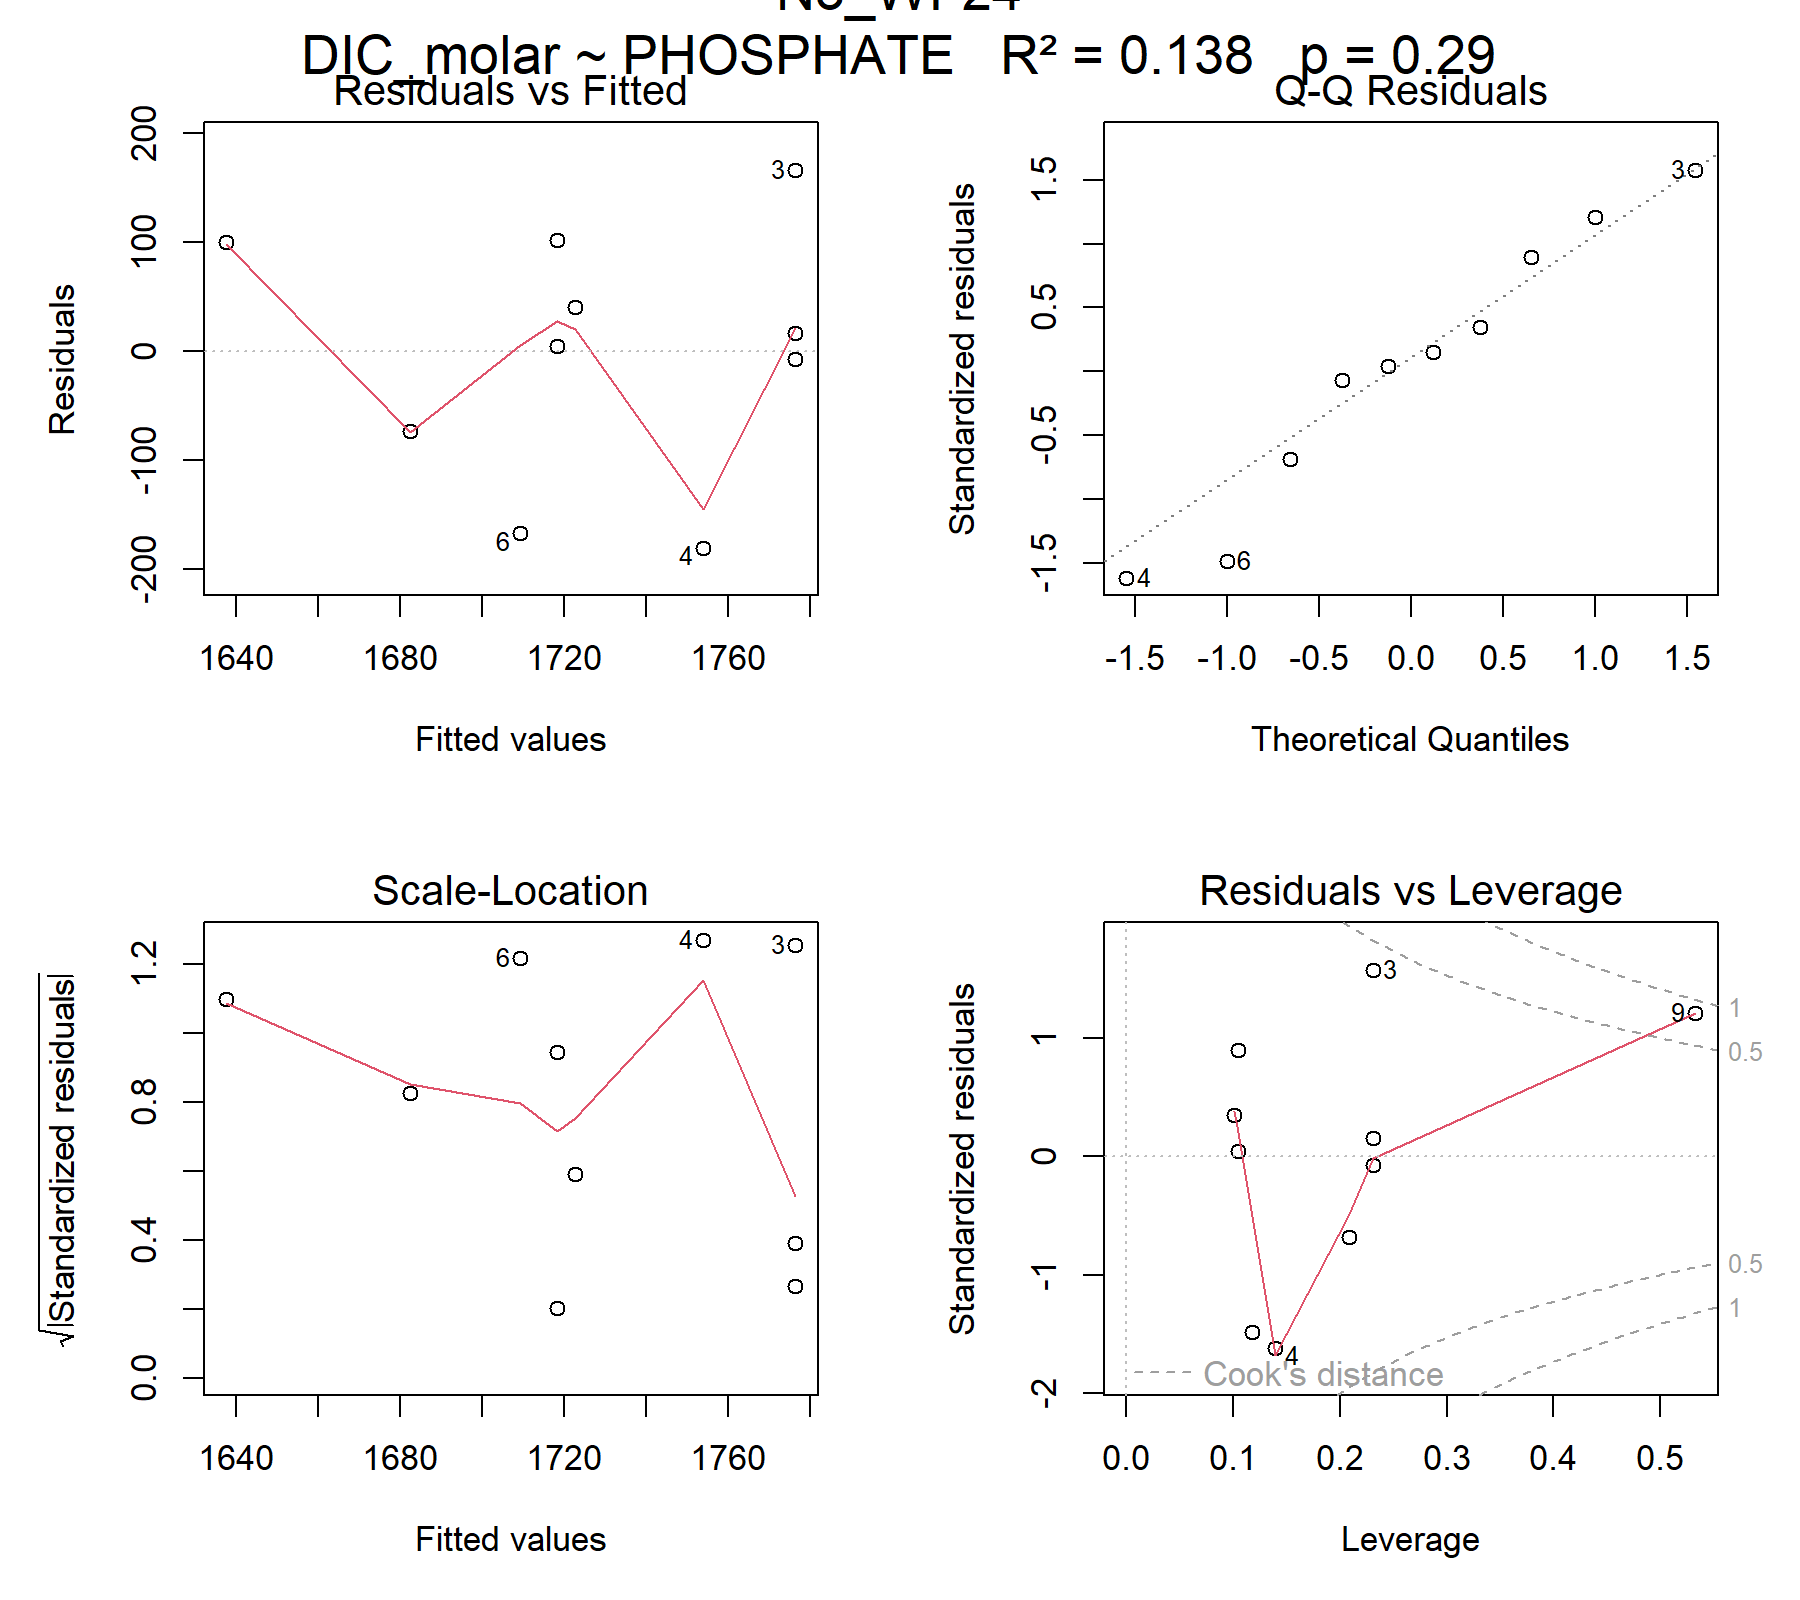 DIC_molar ~ PHOSPHATE R² = 0.138 p = 0.29
Residuals vs Fitted
Residuals
200
100
0
-100
-200
3
6
4
1640 1680 1720 1760
Fitted values
Q-Q Residuals
Standardized residuals
1.5
0.5
-0.5
-1.5
3
4
6
-1.5 -1.0 -0.5 0.0 0.5 1.0 1.5
Theoretical Quantiles
Scale-Location
√|Standardized residuals|
1.2
0.8
0.4
0.0
6
4
3
1640 1680 1720 1760
Fitted values
Residuals vs Leverage
Standardized residuals
1
0
-1
-2
3
9
4
1
0.5
0.5
1
Cook's distance
0.0 0.1 0.2 0.3 0.4 0.5
Leverage